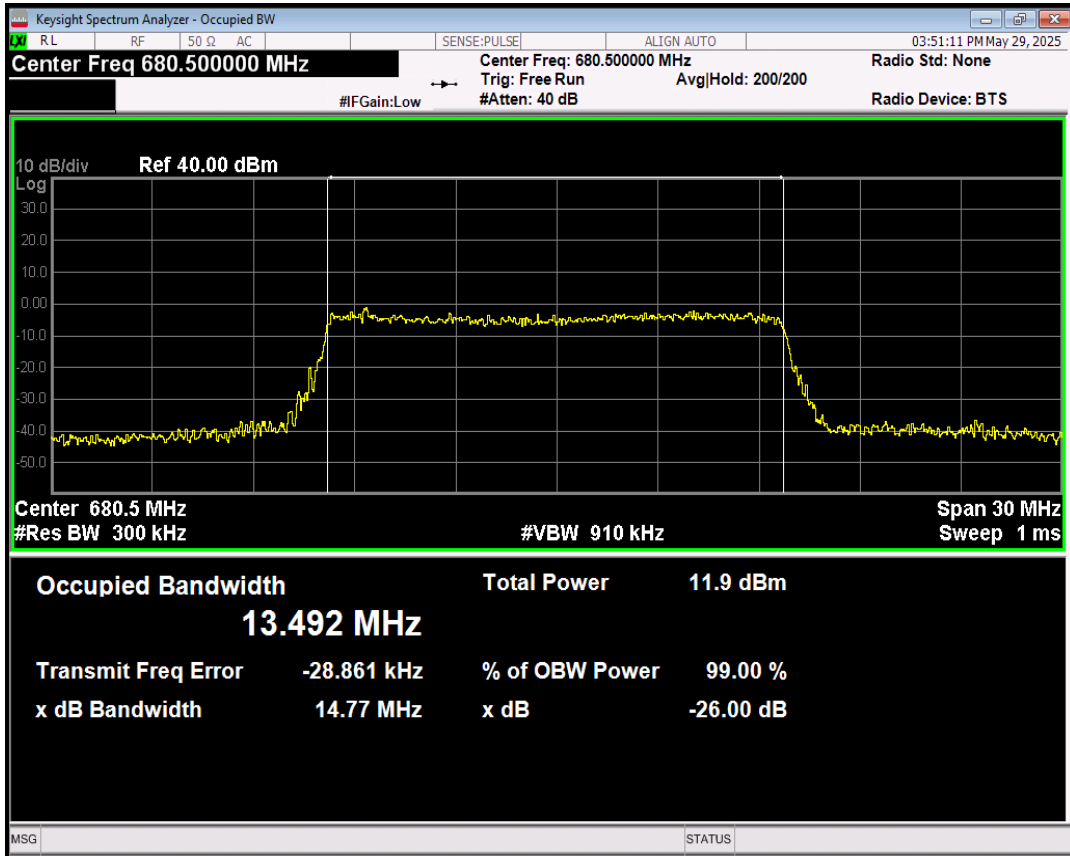 Keysight Spectrum Analyzer - Occupied BW
LXI RL RF 50 Ω AC SENSE:PULSE ALIGN AUTO 03:51:11 PM May 29, 2025
Center Freq 680.500000 MHz Center Freq: 680.500000 MHz Radio Std: None
Trig: Free Run Avg|Hold: 200/200
#IFGain:Low #Atten: 40 dB Radio Device: BTS
10 dB/div Ref 40.00 dBm
Log
30.0
20.0
10.0
0.00
-10.0
-20.0
-30.0
-40.0
-50.0
Center 680.5 MHz Span 30 MHz
#Res BW 300 kHz #VBW 910 kHz Sweep 1 ms
Occupied Bandwidth Total Power 11.9 dBm
13.492 MHz
Transmit Freq Error -28.861 kHz % of OBW Power 99.00 %
x dB Bandwidth 14.77 MHz x dB -26.00 dB
MSG STATUS